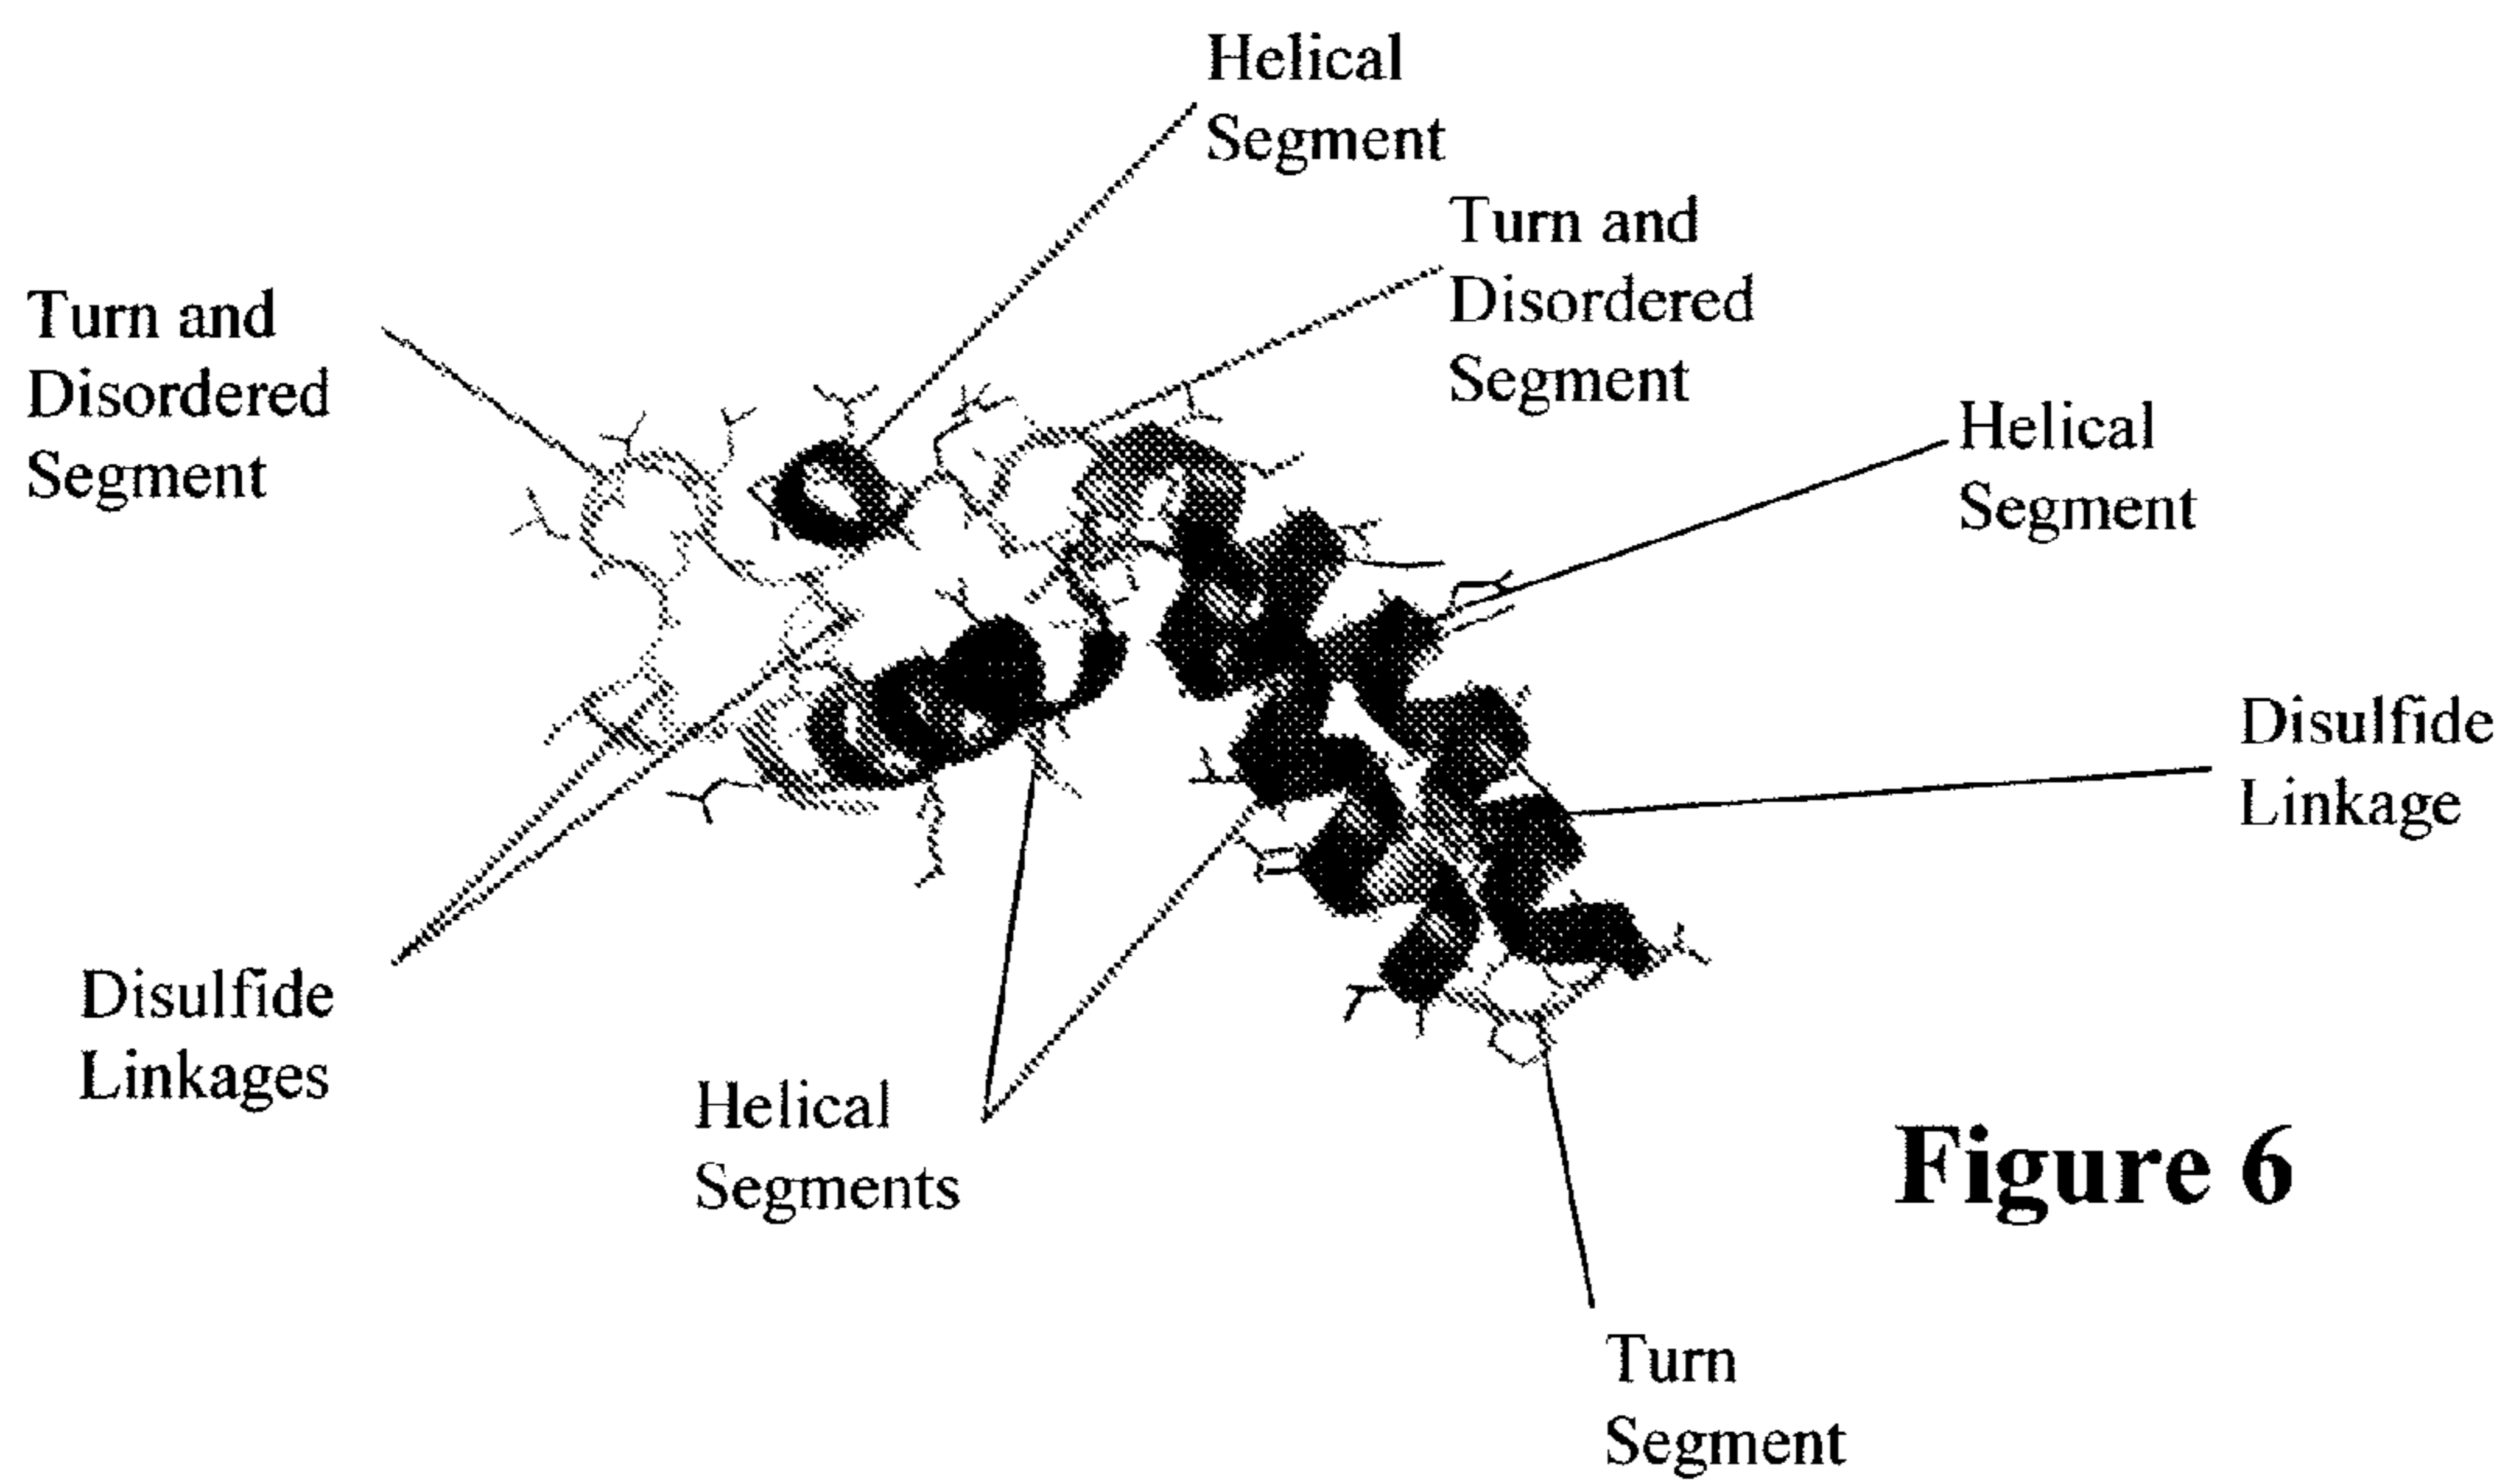 Helical
Segment
Turn and
Disordered
Segment
Turn and
Disordered
Segment
Helical
Segment
Disulfide
Linkage
Disulfide
Linkages
Helical
Segments
Figure 6
Turn
Segment